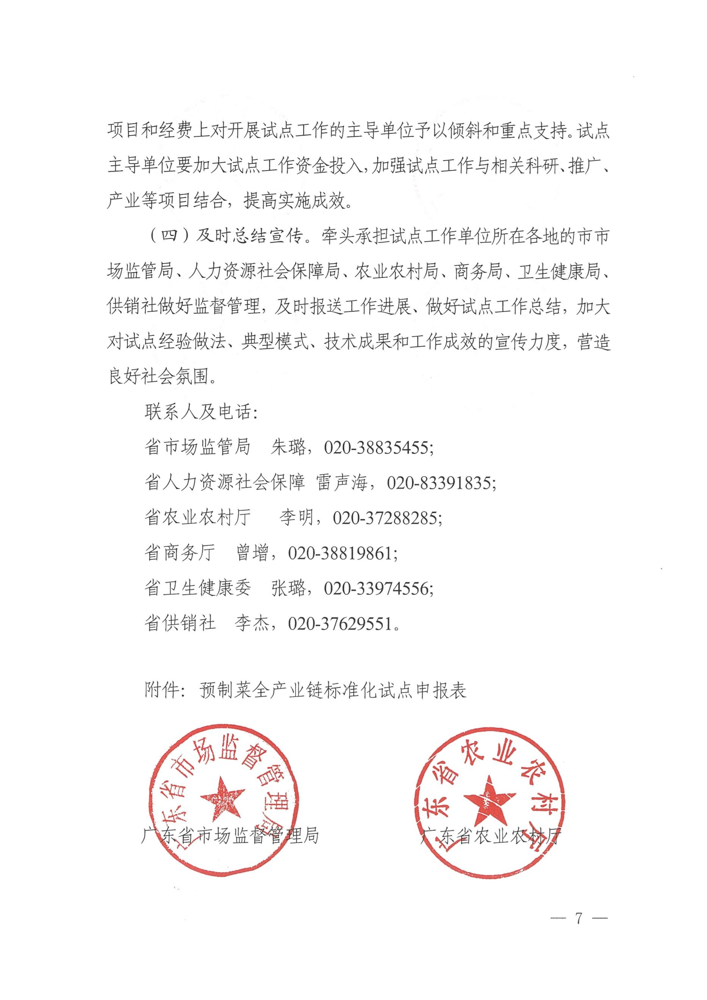 项目和经费上对开展试点工作的主导单位予以倾斜和重点支持。试点
主导单位要加大试点工作资金投入,加强试点工作与相关科研、推广、
产业等项目结合，提高实施成效。
（四）及时总结宣传。牵头承担试点工作单位所在各地的市市
场监管局、人力资源社会保障局、农业农村局、商务局、卫生健康局、
供销社做好监督管理，及时报送工作进展、做好试点工作总结，加大
对试点经验做法、典型模式、技术成果和工作成效的宣传力度，营造
良好社会氛围。
联系人及电话：
省市场监管局 朱璐，020-38835455;
省人力资源社会保障 雷声海，020-83391835;
省农业农村厅 李明，020-37288285;
省商务厅 曾增，020-38819861;
省卫生健康委 张璐，020-33974556;
省供销社 李杰，020-37629551。
附件：预制菜全产业链标准化试点申报表
广东省市场监督管理局
广东省农业农村厅
广东省市场监督管理局 广东省农业农村厅
— 7 —